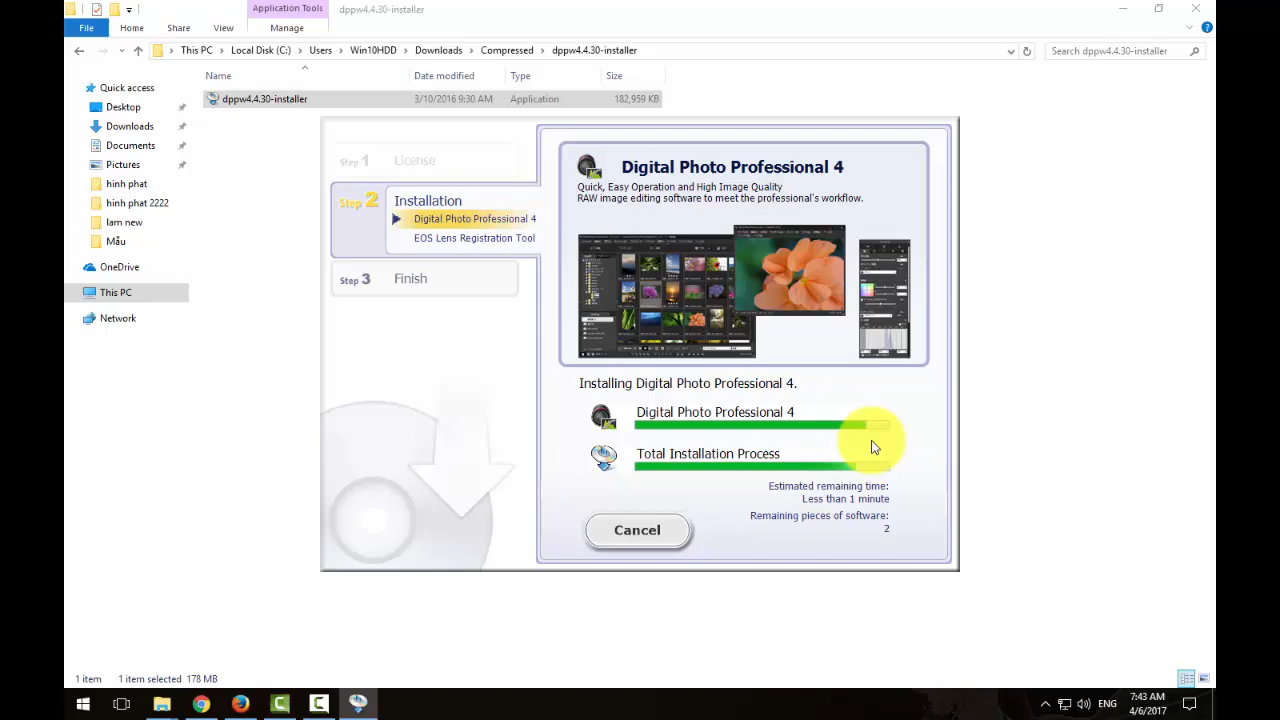 Application Tools
dppw4.4.30-installer
File
Home
Share
View
Manage
This PC
Local Disk (C:)
Users
Win10HDD
Downloads
Compressed
dppw4.4.30-installer
Search dppw4.4.30-installer
Name
Date modified
Type
Size
dppw4.4.30-installer
3/10/2016 9:30 AM
Application
182,959 KB
Quick access
Desktop
Downloads
Documents
Pictures
hinh phat
hinh phat 2222
lam new
Mẫu
OneDrive
This PC
Network
Step 1
License
Step 2
Installation
Digital Photo Professional 4
EOS Lens Registration Tool
Step 3
Finish
Digital Photo Professional 4
Quick, Easy Operation and High Image Quality
RAW image editing software to meet the professional's workflow.
Installing Digital Photo Professional 4.
Digital Photo Professional 4
Total Installation Process
Estimated remaining time:
Less than 1 minute
Remaining pieces of software:
2
Cancel
1 item
1 item selected 178 MB
ENG
7:43 AM
4/6/2017